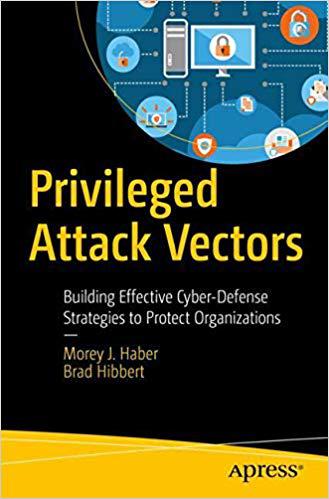 Privileged
Attack Vectors
Building Effective Cyber-Defense
Strategies to Protect Organizations
Morey J. Haber
Brad Hibbert
Apress®